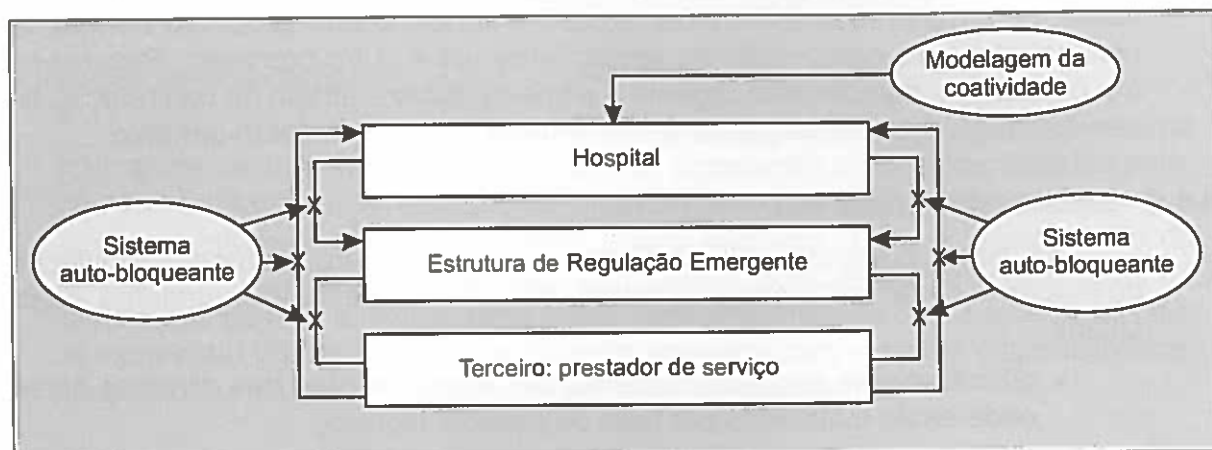 Modelagem da
coatividade
Hospital
Sistema
auto-bloqueante
Estrutura de Regulação Emergente
Sistema
auto-bloqueante
Terceiro: prestador de serviço